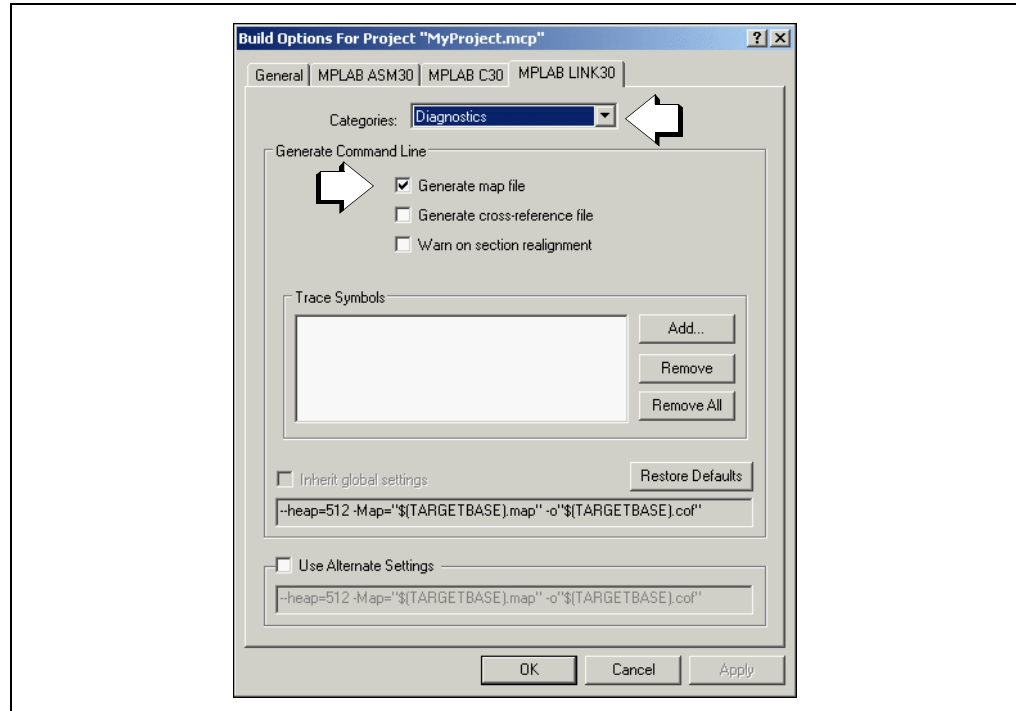 Build Options For Project "MyProject.mcp"
General MPLAB ASM30 MPLAB C30 MPLAB LINK30
Categories: Diagnostics
Generate Command Line
Generate map file
Generate cross-reference file
Warn on section realignment
Trace Symbols
Add...
Remove
Remove All
Inherit global settings
Restore Defaults
--heap=512 -Map="$(TARGETBASE).map" -o"$(TARGETBASE).cof"
Use Alternate Settings
--heap=512 -Map="$(TARGETBASE).map" -o"$(TARGETBASE).cof"
OK Cancel Apply